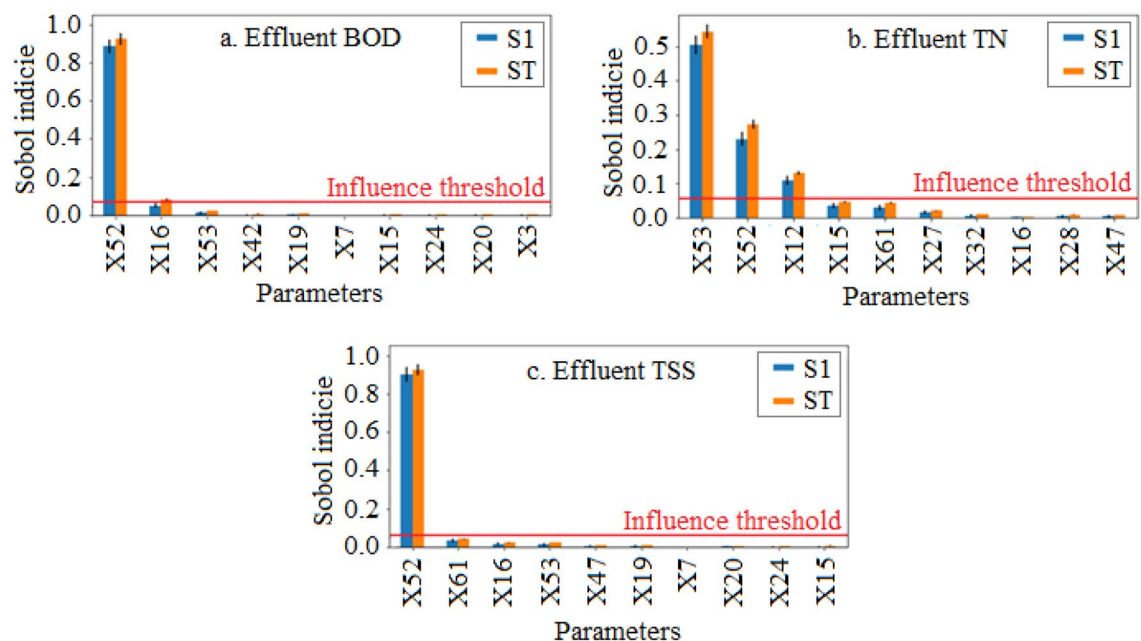 a. Effluent BOD
S1
ST
Sobol indicie
1.0
0.8
0.6
0.4
0.2
0.0
Influence threshold
X52 X16 X53 X42 X19 X7 X15 X24 X20 X3
Parameters
b. Effluent TN
S1
ST
Sobol indicie
0.5
0.4
0.3
0.2
0.1
0.0
Influence threshold
X53 X52 X12 X15 X61 X27 X32 X16 X28 X47
Parameters
c. Effluent TSS
S1
ST
Sobol indicie
1.0
0.8
0.6
0.4
0.2
0.0
Influence threshold
X52 X61 X16 X53 X47 X19 X7 X20 X24 X15
Parameters